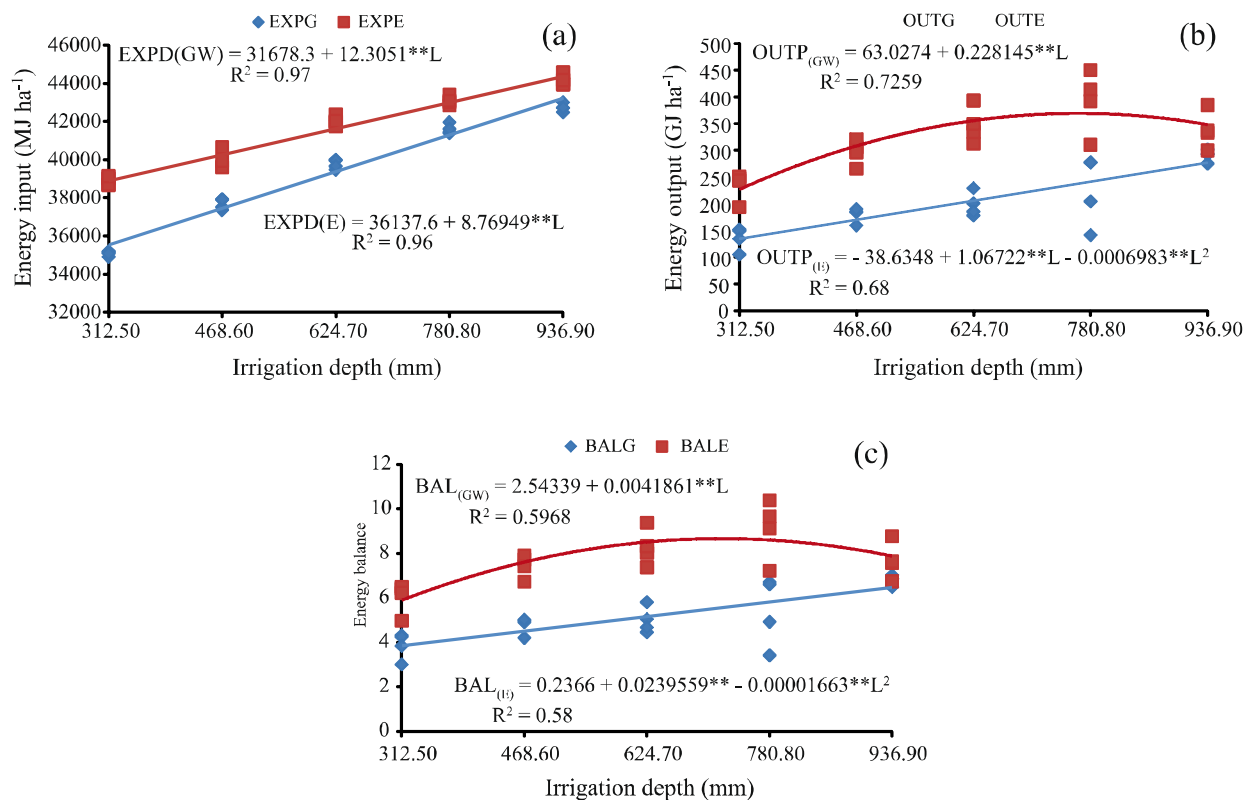 EXPG EXPE
(a)
EXPD(GW) = 31678.3 + 12.3051**L
R² = 0.97
EXPD(E) = 36137.6 + 8.76949**L
R² = 0.96
Energy input (MJ ha⁻¹)
46000
44000
42000
40000
38000
36000
34000
32000
312.50 468.60 624.70 780.80 936.90
Irrigation depth (mm)
OUTG OUTE
(b)
OUTP(GW) = 63.0274 + 0.228145**L
R² = 0.7259
OUTP(E) = - 38.6348 + 1.06722**L - 0.0006983**L²
R² = 0.68
Energy output (GJ ha⁻¹)
500
450
400
350
300
250
200
150
100
50
0
312.50 468.60 624.70 780.80 936.90
Irrigation depth (mm)
BALG BALE
(c)
BAL(GW) = 2.54339 + 0.0041861**L
R² = 0.5968
BAL(E) = 0.2366 + 0.0239559** - 0.00001663**L²
R² = 0.58
Energy balance
12
10
8
6
4
2
0
312.50 468.60 624.70 780.80 936.90
Irrigation depth (mm)